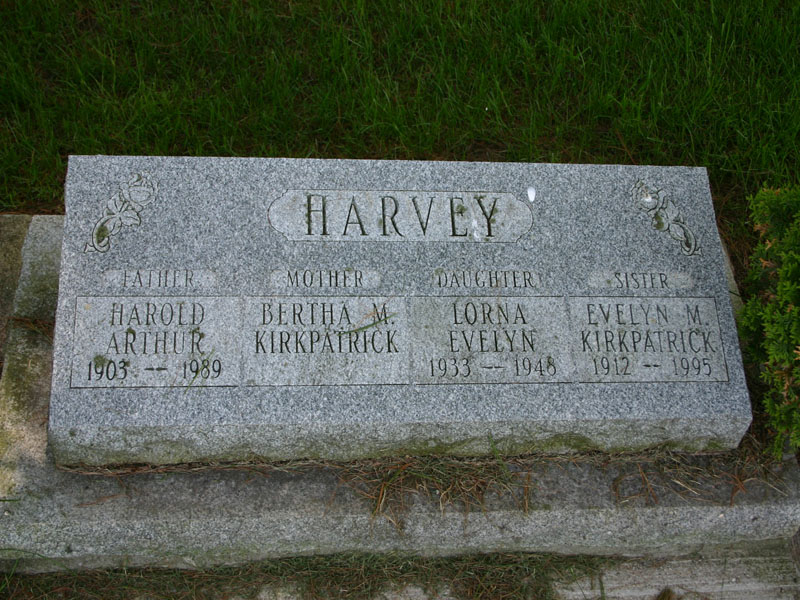 HARVEY
FATHER MOTHER DAUGHTER SISTER
HAROLD BERTHA M. LORNA EVELYN M.
ARTHUR KIRKPATRICK EVELYN KIRKPATRICK
1903 -- 1989 1933 -- 1948 1912 -- 1995